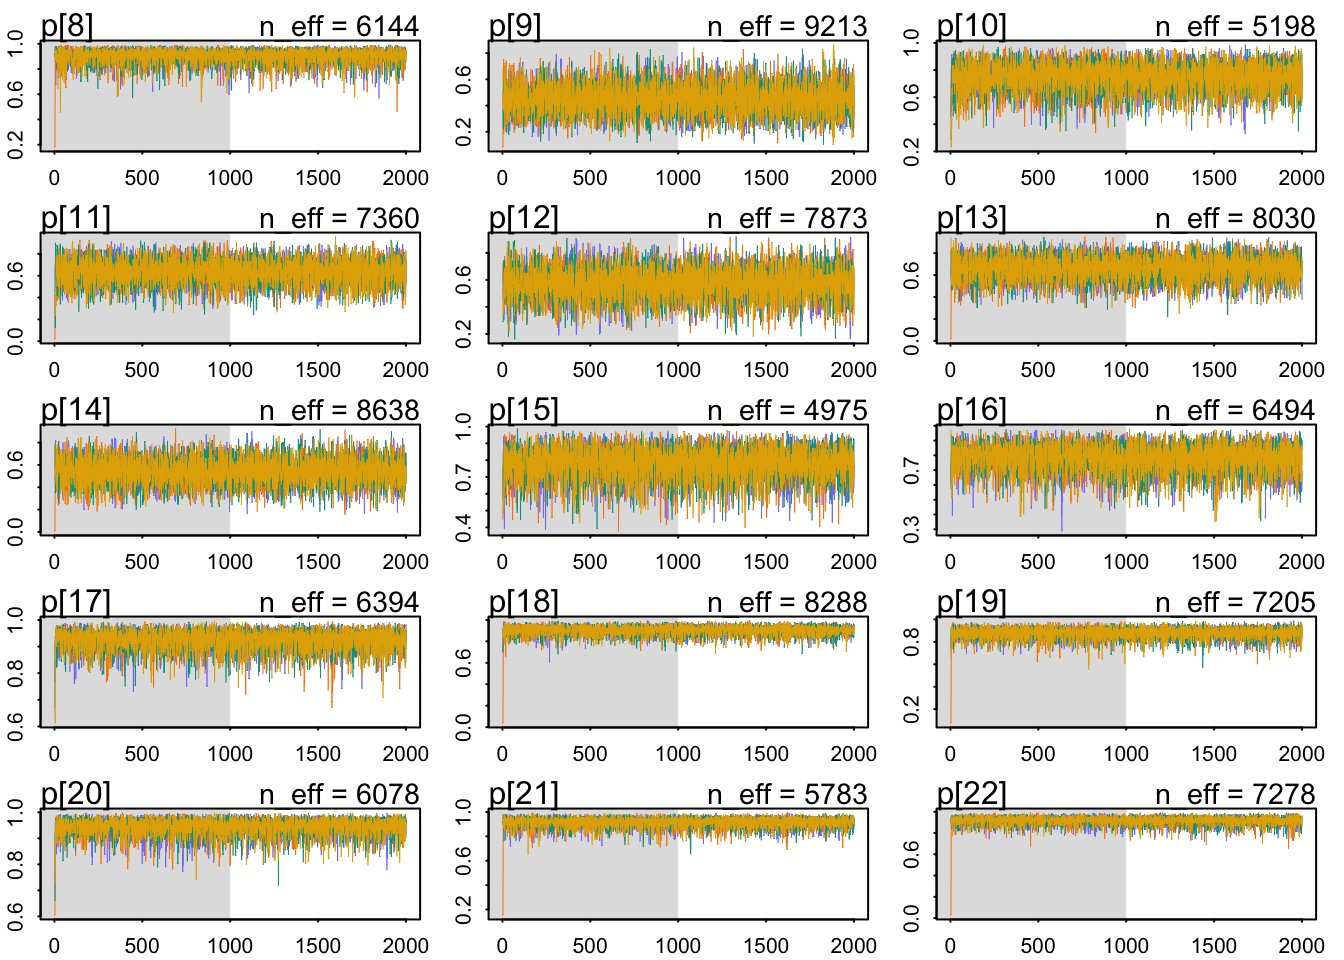 p[8] n_eff = 6144 p[9] n_eff = 9213 p[10] n_eff = 5198
1.0 0.6 0.2 0.6 0.2 1.0 0.6 0.2
0 500 1000 1500 2000 0 500 1000 1500 2000 0 500 1000 1500 2000
p[11] n_eff = 7360 p[12] n_eff = 7873 p[13] n_eff = 8030
0.6 0.0 0.6 0.2 0.6 0.0
0 500 1000 1500 2000 0 500 1000 1500 2000 0 500 1000 1500 2000
p[14] n_eff = 8638 p[15] n_eff = 4975 p[16] n_eff = 6494
0.6 0.0 1.0 0.7 0.4 0.7 0.3
0 500 1000 1500 2000 0 500 1000 1500 2000 0 500 1000 1500 2000
p[17] n_eff = 6394 p[18] n_eff = 8288 p[19] n_eff = 7205
1.0 0.8 0.6 0.6 0.0 0.8 0.2
0 500 1000 1500 2000 0 500 1000 1500 2000 0 500 1000 1500 2000
p[20] n_eff = 6078 p[21] n_eff = 5783 p[22] n_eff = 7278
1.0 0.8 0.6 1.0 0.6 0.2 0.6 0.0
0 500 1000 1500 2000 0 500 1000 1500 2000 0 500 1000 1500 2000